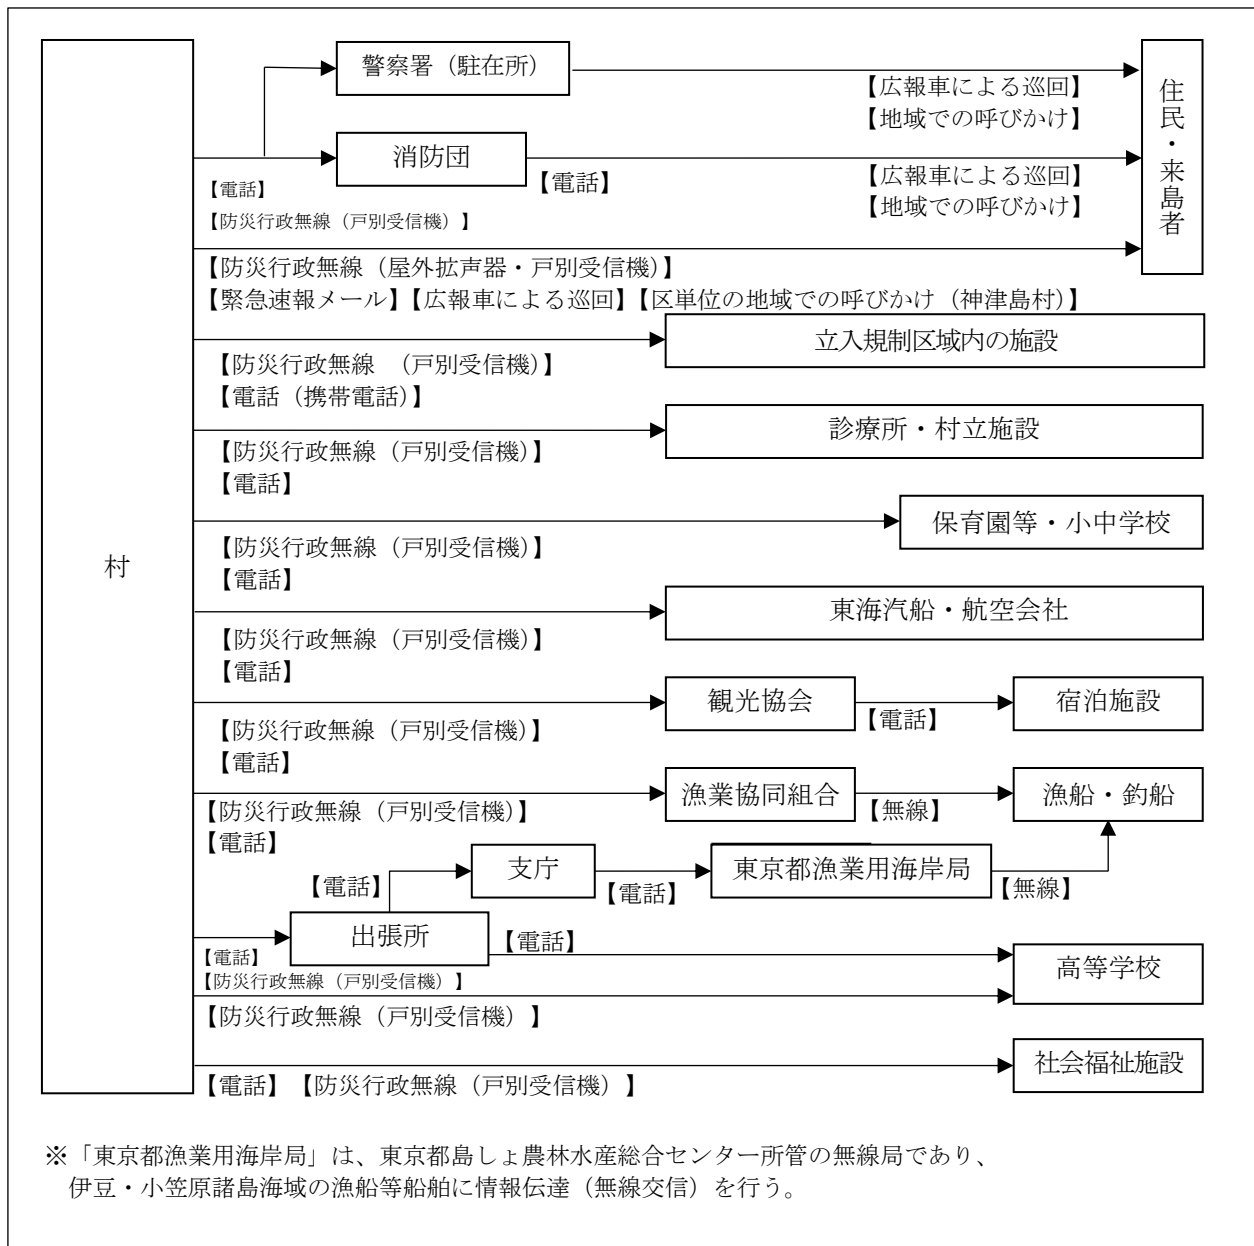 村
警察署（駐在所）
【広報車による巡回】
【地域での呼びかけ】
住民・来島者
消防団
【電話】
【防災行政無線（戸別受信機）】
【電話】
【広報車による巡回】
【地域での呼びかけ】
【防災行政無線（屋外拡声器・戸別受信機）】
【緊急速報メール】【広報車による巡回】【区単位の地域での呼びかけ（神津島村）】
立入規制区域内の施設
【防災行政無線　（戸別受信機）】
【電話（携帯電話）】
診療所・村立施設
【防災行政無線（戸別受信機）】
【電話】
保育園等・小中学校
【防災行政無線（戸別受信機）】
【電話】
東海汽船・航空会社
【防災行政無線（戸別受信機）】
【電話】
観光協会
【電話】
宿泊施設
【防災行政無線（戸別受信機）】
【電話】
漁業協同組合
【無線】
漁船・釣船
【防災行政無線（戸別受信機）】
【電話】
【電話】
支庁
【電話】
東京都漁業用海岸局
【無線】
出張所
【電話】
【電話】
【防災行政無線（戸別受信機）】
高等学校
【防災行政無線（戸別受信機）】
社会福祉施設
【電話】【防災行政無線（戸別受信機）】
※「東京都漁業用海岸局」は、東京都島しょ農林水産総合センター所管の無線局であり、
伊豆・小笠原諸島海域の漁船等船舶に情報伝達（無線交信）を行う。